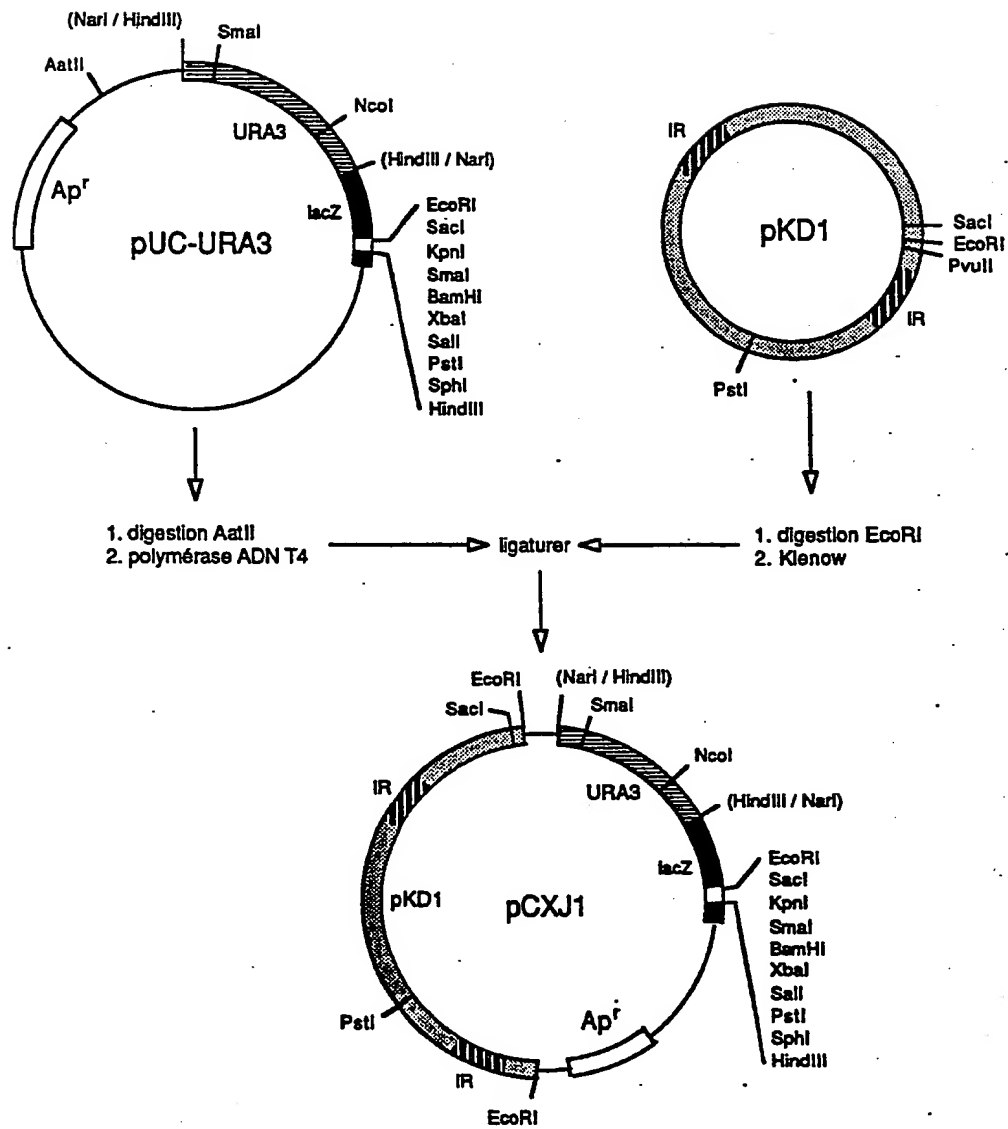 (NarI / HindIII)
SmaI
AatII
NcoI
URA3
(HindIII / NarI)
Apʳ
lacZ
pUC-URA3
EcoRI
SacI
KpnI
SmaI
BamHI
XbaI
SalI
PstI
SphI
HindIII
IR
pKD1
SacI
EcoRI
PvuII
IR
PstI
1. digestion AatII
2. polymérase ADN T4
ligaturer
1. digestion EcoRI
2. Klenow
EcoRI
(NarI / HindIII)
SacI
SmaI
NcoI
IR
URA3
(HindIII / NarI)
lacZ
pKD1
pCXJ1
EcoRI
SacI
KpnI
SmaI
BamHI
XbaI
SalI
PstI
SphI
HindIII
PstI
Apʳ
IR
EcoRI